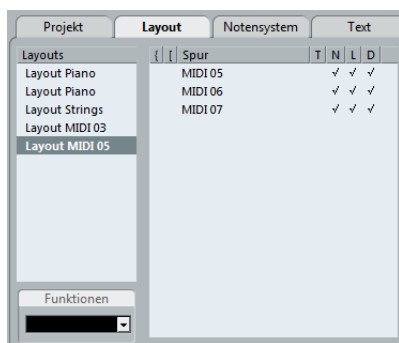 Projekt Layout Notensystem Text
Layouts { [ Spur T N L D
Layout Piano MIDI 05 √ √ √
Layout Piano MIDI 06 √ √ √
Layout Strings MIDI 07 √ √ √
Layout MIDI 03
Layout MIDI 05
Funktionen